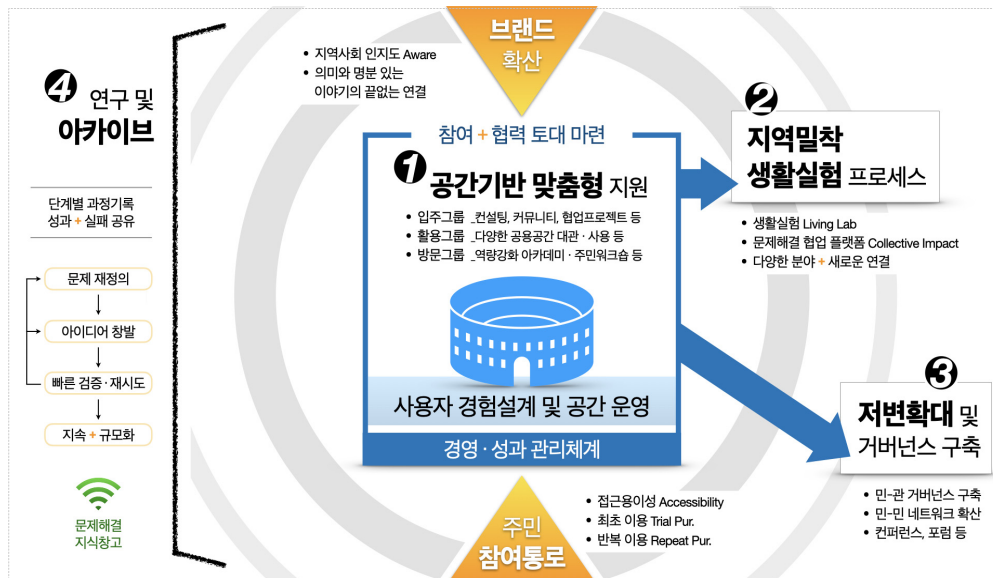 ❹ 연구 및
아카이브
단계별 과정기록
성과 + 실패 공유
문제 재정의
아이디어 창발
빠른 검증 · 재시도
지속 + 규모화
문제해결
지식창고
브랜드
확산
• 지역사회 인지도 Aware
• 의미와 명분 있는
이야기의 끝없는 연결
참여 + 협력 토대 마련
❶ 공간기반 맞춤형 지원
• 입주그룹 _컨설팅, 커뮤니티, 협업프로젝트 등
• 활용그룹 _다양한 공용공간 대관 · 사용 등
• 방문그룹 _역량강화 아카데미 · 주민워크숍 등
사용자 경험설계 및 공간 운영
경영 · 성과 관리체계
주민
참여통로
• 접근용이성 Accessibility
• 최초 이용 Trial Pur.
• 반복 이용 Repeat Pur.
❷
지역밀착
생활실험 프로세스
• 생활실험 Living Lab
• 문제해결 협업 플랫폼 Collective Impact
• 다양한 분야 + 새로운 연결
❸
저변확대 및
거버넌스 구축
• 민-관 거버넌스 구축
• 민-민 네트워크 확산
• 컨퍼런스, 포럼 등